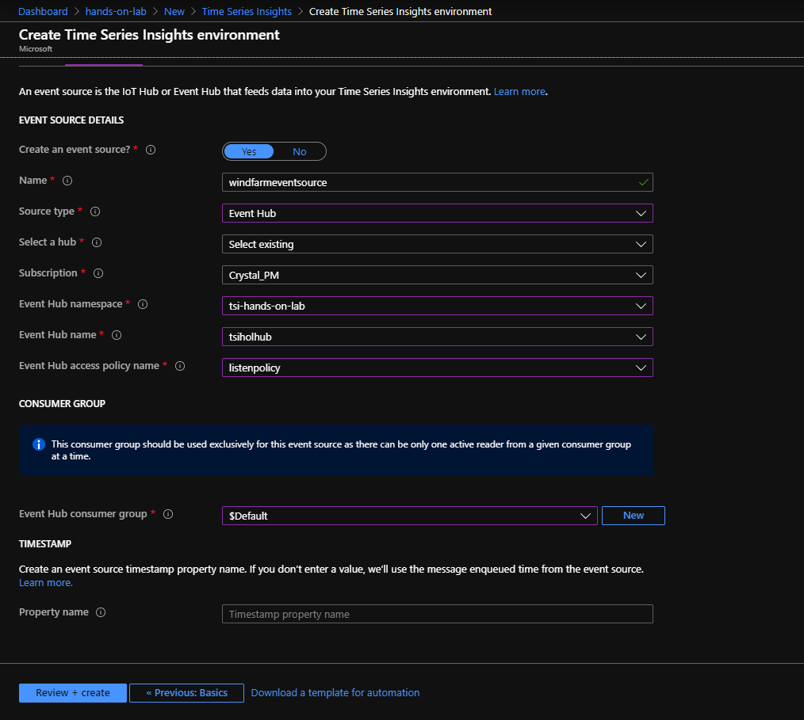 Dashboard > hands-on-lab > New > Time Series Insights > Create Time Series Insights environment
Create Time Series Insights environment
Microsoft
An event source is the IoT Hub or Event Hub that feeds data into your Time Series Insights environment. Learn more.
EVENT SOURCE DETAILS
Create an event source? * Yes No
Name * windfarmeventsource
Source type * Event Hub
Select a hub * Select existing
Subscription * Crystal_PM
Event Hub namespace * tsi-hands-on-lab
Event Hub name * tsiholhub
Event Hub access policy name * listenpolicy
CONSUMER GROUP
This consumer group should be used exclusively for this event source as there can be only one active reader from a given consumer group
at a time.
Event Hub consumer group * $Default New
TIMESTAMP
Create an event source timestamp property name. If you don't enter a value, we'll use the message enqueued time from the event source.
Learn more.
Property name Timestamp property name
Review + create « Previous: Basics Download a template for automation